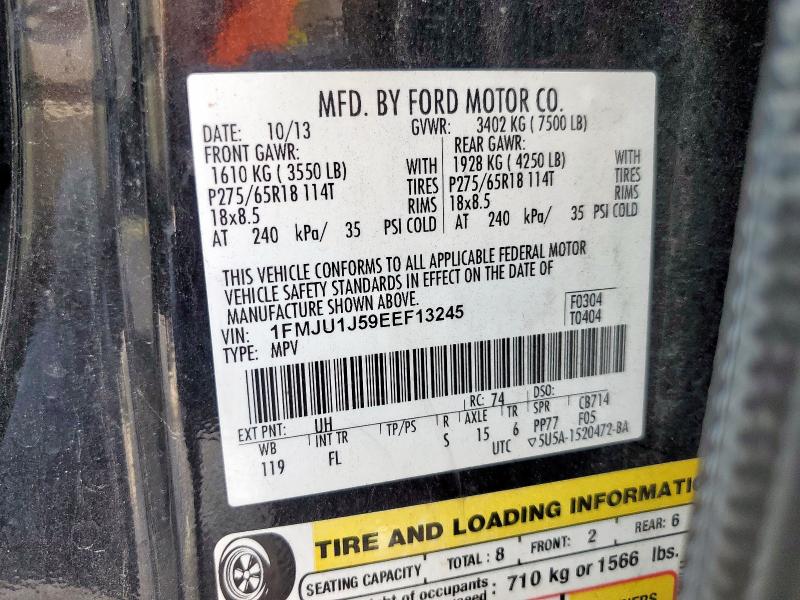 MFD. BY FORD MOTOR CO.
DATE: 10/13 GVWR: 3402 KG ( 7500 LB)
FRONT GAWR: REAR GAWR:
1610 KG ( 3550 LB) WITH 1928 KG ( 4250 LB) WITH
P275/65R18 114T TIRES P275/65R18 114T TIRES
18x8.5 RIMS 18x8.5 RIMS
AT 240 kPa/ 35 PSI COLD AT 240 kPa/ 35 PSI COLD
THIS VEHICLE CONFORMS TO ALL APPLICABLE FEDERAL MOTOR
VEHICLE SAFETY STANDARDS IN EFFECT ON THE DATE OF
MANUFACTURE SHOWN ABOVE.
VIN: 1FMJU1J59EEF13245 F0304
TYPE: MPV T0404
EXT PNT: UH RC: 74 DSO:
WB INT TR TP/PS R AXLE TR SPR CB714
119 FL S 15 6 PP77 F05
UTC ▽5U5A-1520472-BA
TIRE AND LOADING INFORMATI
SEATING CAPACITY TOTAL : 8 FRONT: 2 REAR: 6
of occupants : 710 kg or 1566 lbs.